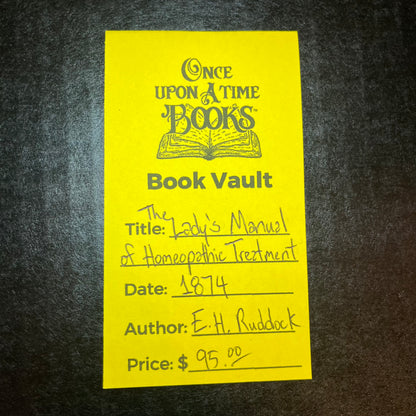 Once
upon A time
Books™
Book Vault
Title: The Lady's Manual
of Homeopathic Treatment
Date: 1874
Author: E.H. Ruddock
Price: $ 95.00